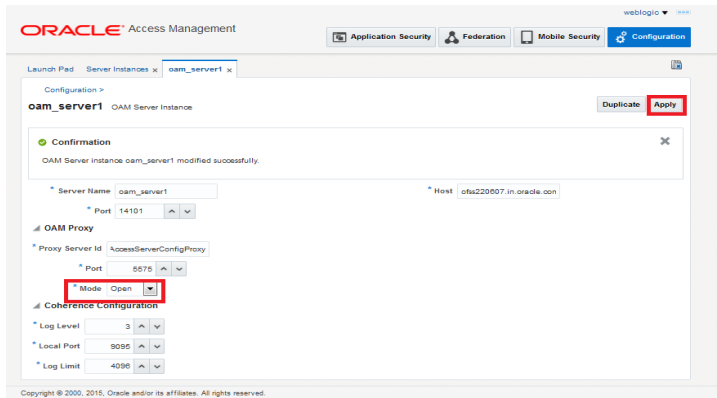 weblogic
ORACLE Access Management
Application Security
Federation
Mobile Security
Configuration
Launch Pad
Server Instances x
oam_server1 x
Configuration >
oam_server1 OAM Server Instance
Duplicate
Apply
Confirmation
OAM Server instance oam_server1 modified successfully.
* Server Name oam_server1
* Host ofss220607.in.oracle.con
* Port 14101
OAM Proxy
* Proxy Server Id AccessServerConfigProxy
* Port 5575
* Mode Open
Coherence Configuration
* Log Level 3
* Local Port 9095
* Log Limit 4096
Copyright © 2000, 2015, Oracle and/or its affiliates. All rights reserved.